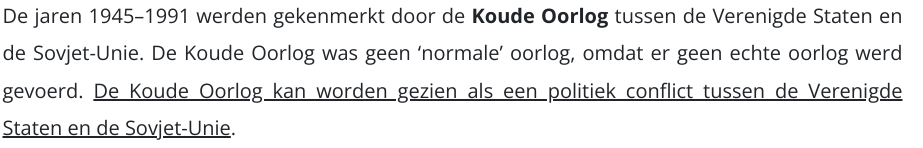 De jaren 1945–1991 werden gekenmerkt door de Koude Oorlog tussen de Verenigde Staten en
de Sovjet-Unie. De Koude Oorlog was geen ‘normale’ oorlog, omdat er geen echte oorlog werd
gevoerd. De Koude Oorlog kan worden gezien als een politiek conflict tussen de Verenigde
Staten en de Sovjet-Unie.